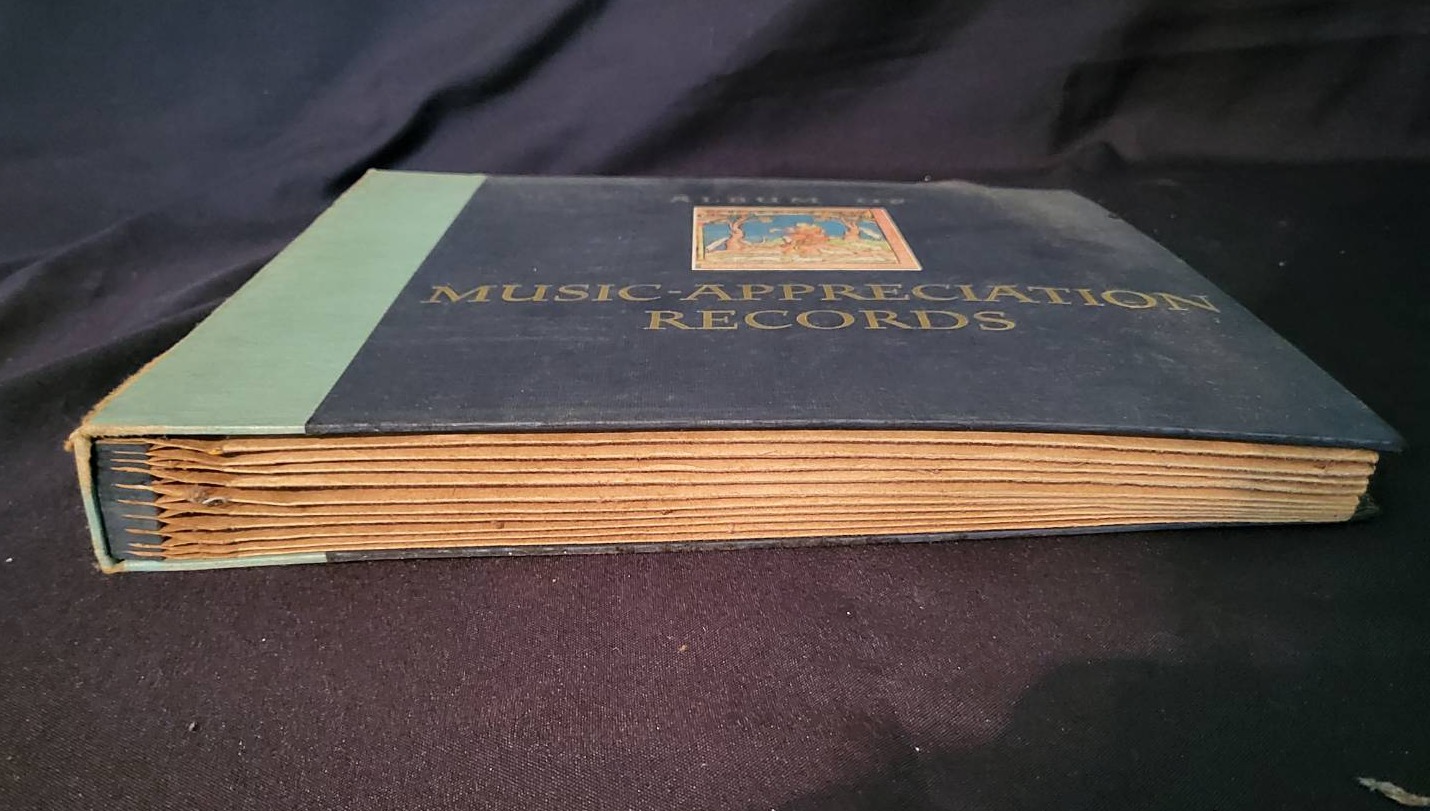 ALBUM OF
MUSIC-APPRECIATION
RECORDS